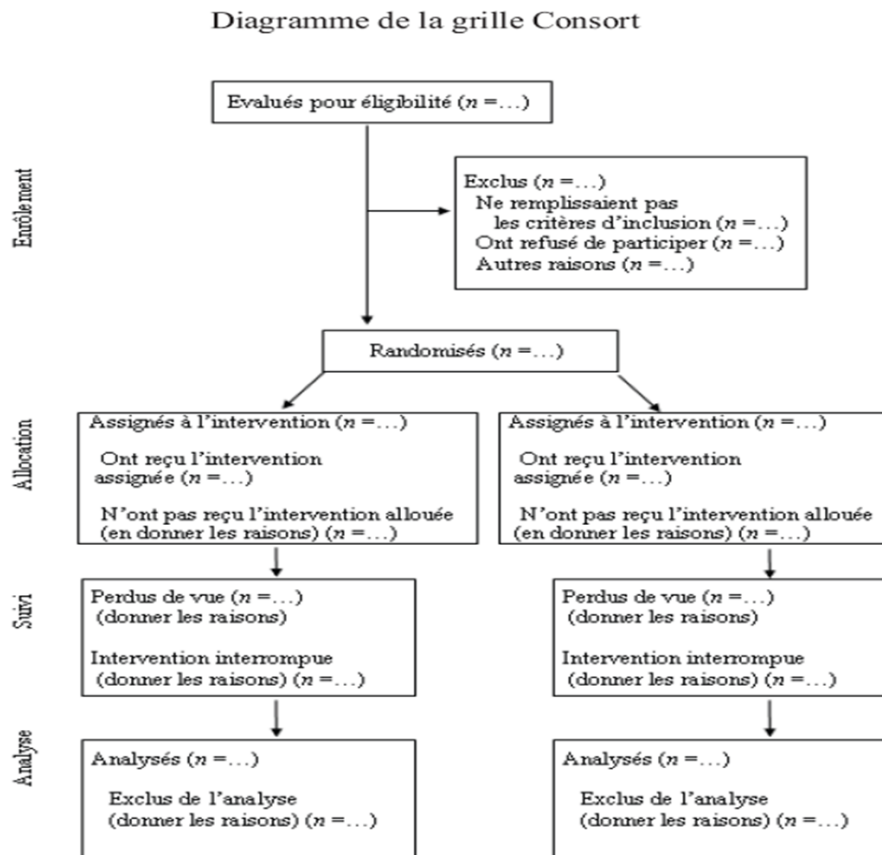 Diagramme de la grille Consort
Evalués pour éligibilité (n =…)
Enrôlement
Exclus (n =…)
Ne remplissaient pas
les critères d'inclusion (n =…)
Ont refusé de participer (n =…)
Autres raisons (n =…)
Randomisés (n =…)
Allocation
Assignés à l'intervention (n =…)
Ont reçu l'intervention
assignée (n =…)
N'ont pas reçu l'intervention allouée
(en donner les raisons) (n =…)
Assignés à l'intervention (n =…)
Ont reçu l'intervention
assignée (n =…)
N'ont pas reçu l'intervention allouée
(en donner les raisons) (n =…)
Suivi
Perdus de vue (n =…)
(donner les raisons)
Intervention interrompue
(donner les raisons) (n =…)
Perdus de vue (n =…)
(donner les raisons)
Intervention interrompue
(donner les raisons) (n =…)
Analyse
Analysés (n =…)
Exclus de l'analyse
(donner les raisons) (n =…)
Analysés (n =…)
Exclus de l'analyse
(donner les raisons) (n =…)